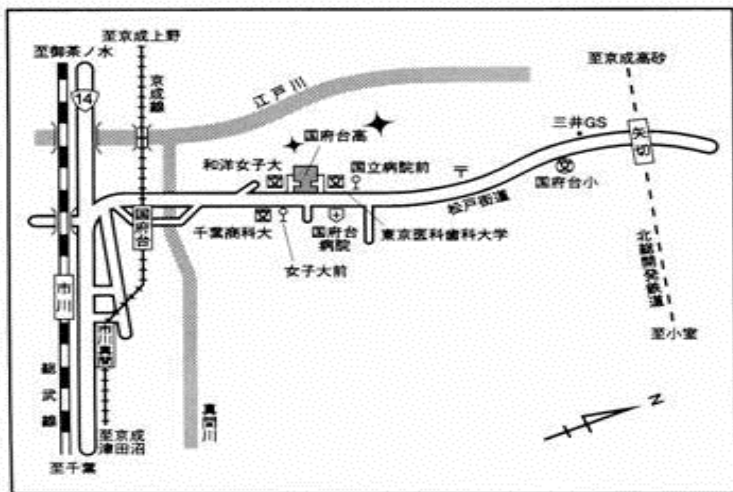 至京成上野
至御茶ノ水
14
京成線
江戸川
至京成高砂
三井GS
矢切
国府台高
和洋女子大
文
文
国立病院前
〒
文
国府台小
松戸街道
国府台
文
千葉商科大
国府台
病院
東京医科歯科大学
女子大前
北総開発鉄道
市川
市川真間
至小室
総武線
真間川
至京成
津田沼
至千葉
N